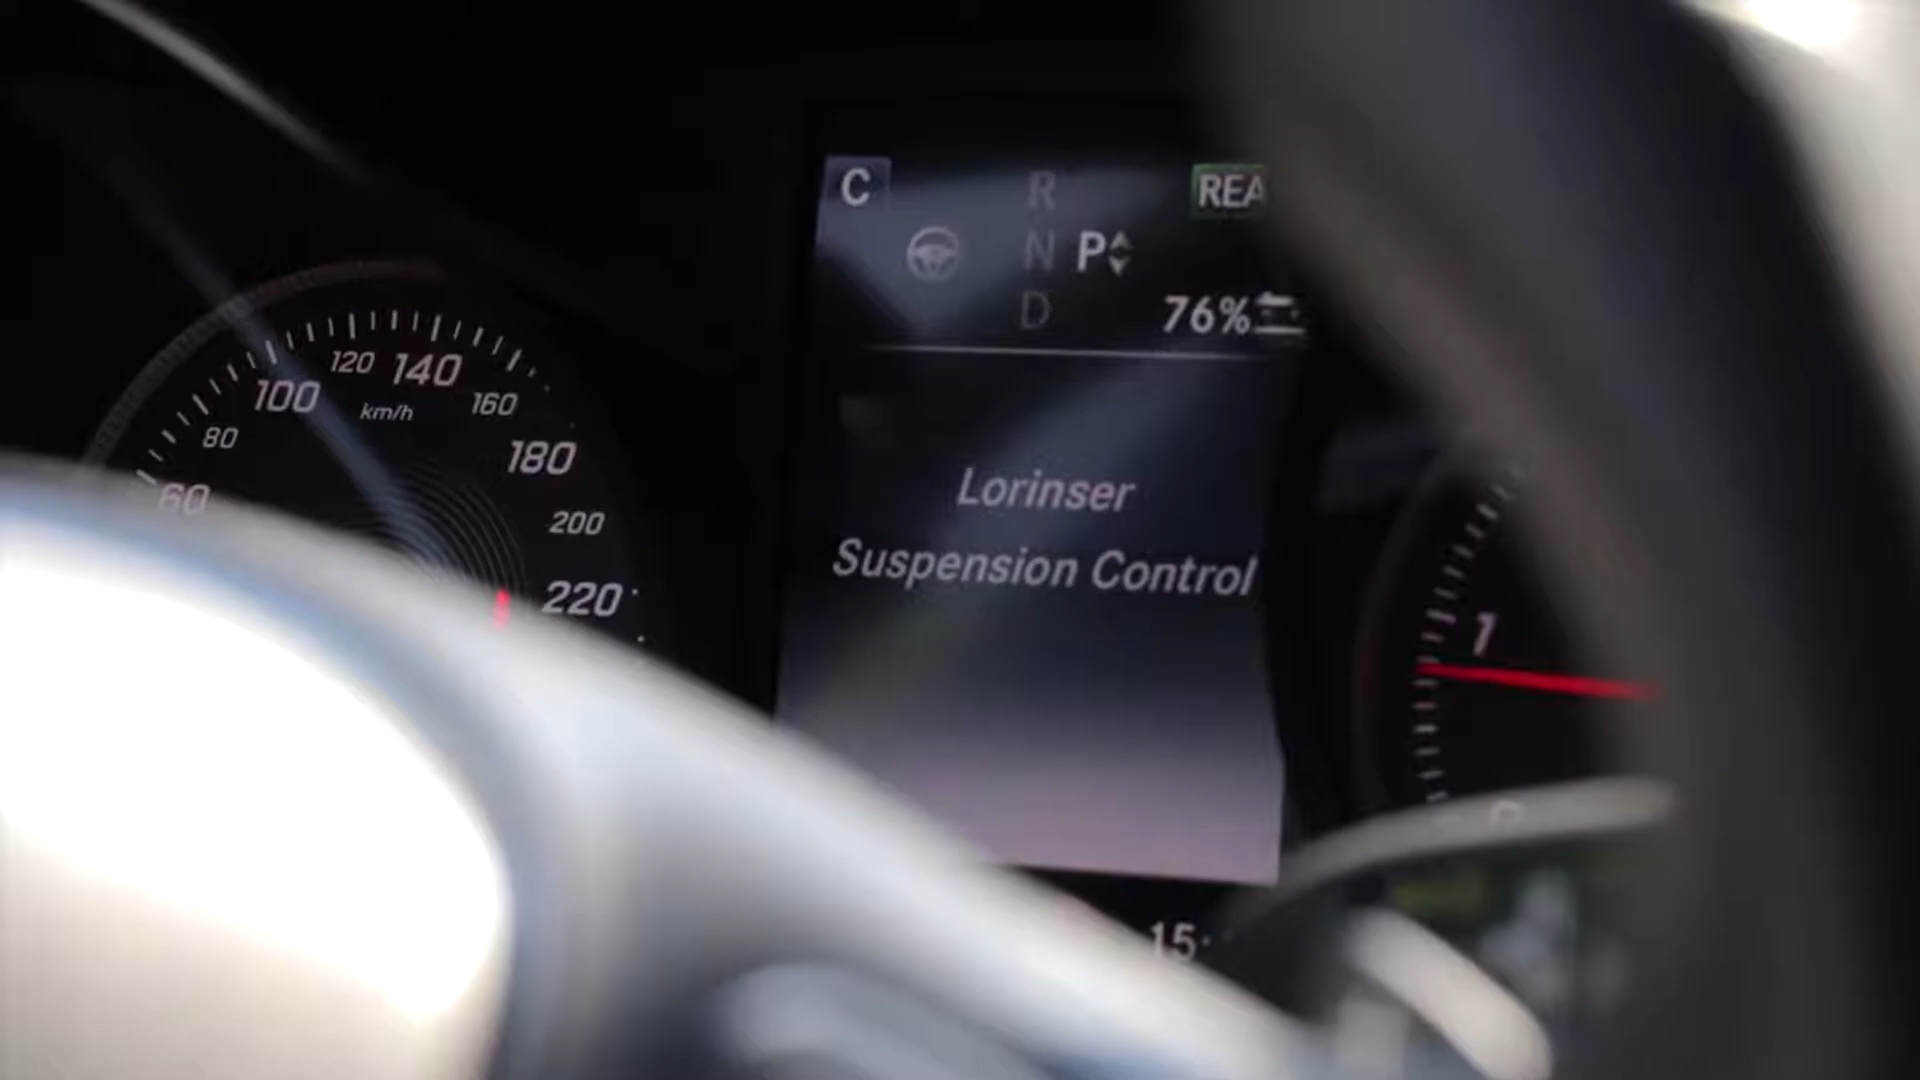 C
R
REA
N
P
D
76%
120
140
100
km/h
160
80
180
60
200
220
Lorinser
Suspension Control
1
15